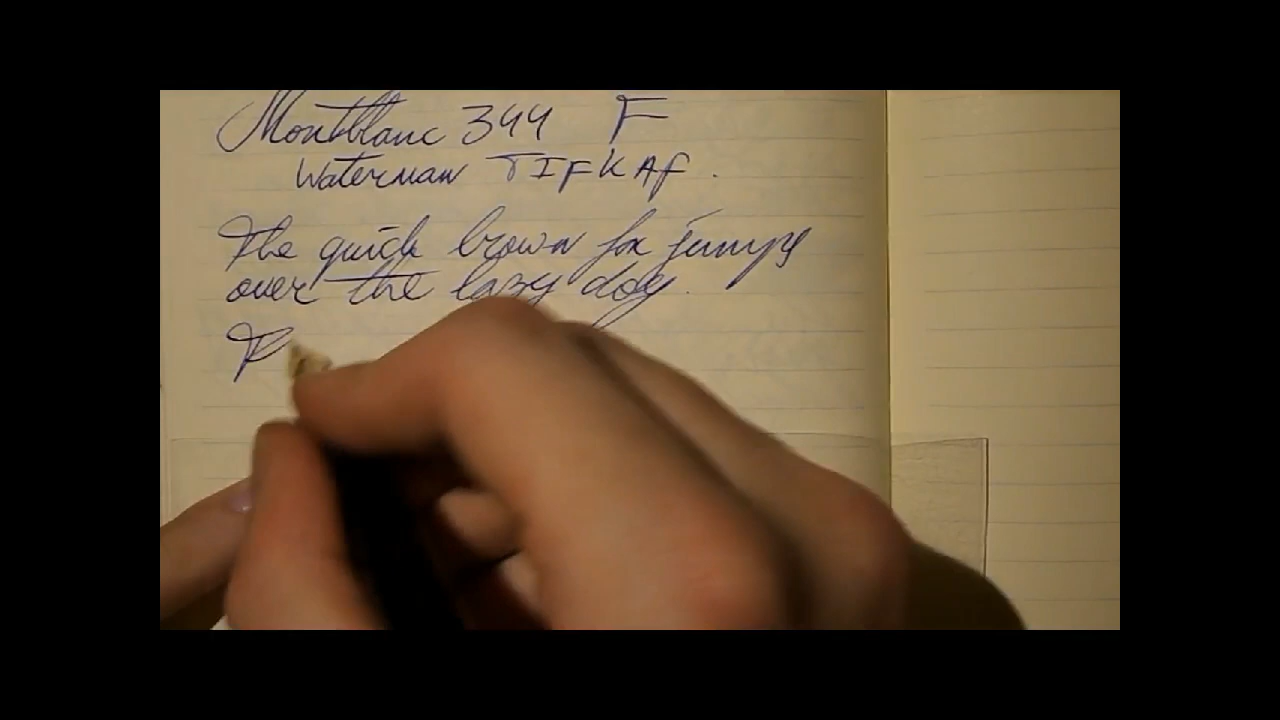 Montblanc 344 F
Waterman TIFKAF.
The quick brown fox jumps
over the lazy dog.